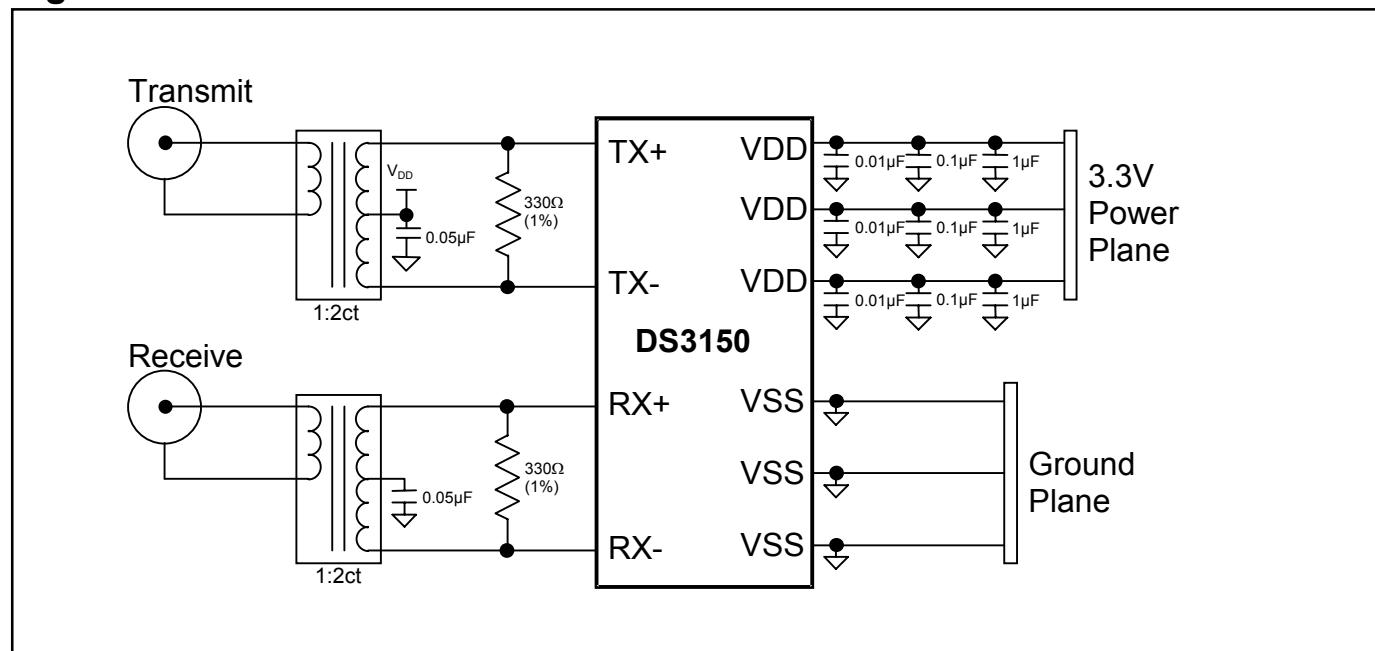 Transmit
V_DD
0.05µF
330Ω
(1%)
1:2ct
TX+
TX-
Receive
0.05µF
330Ω
(1%)
1:2ct
RX+
RX-
DS3150
VDD
0.01µF 0.1µF 1µF
VDD
0.01µF 0.1µF 1µF
VDD
0.01µF 0.1µF 1µF
3.3V
Power
Plane
VSS
VSS
VSS
Ground
Plane